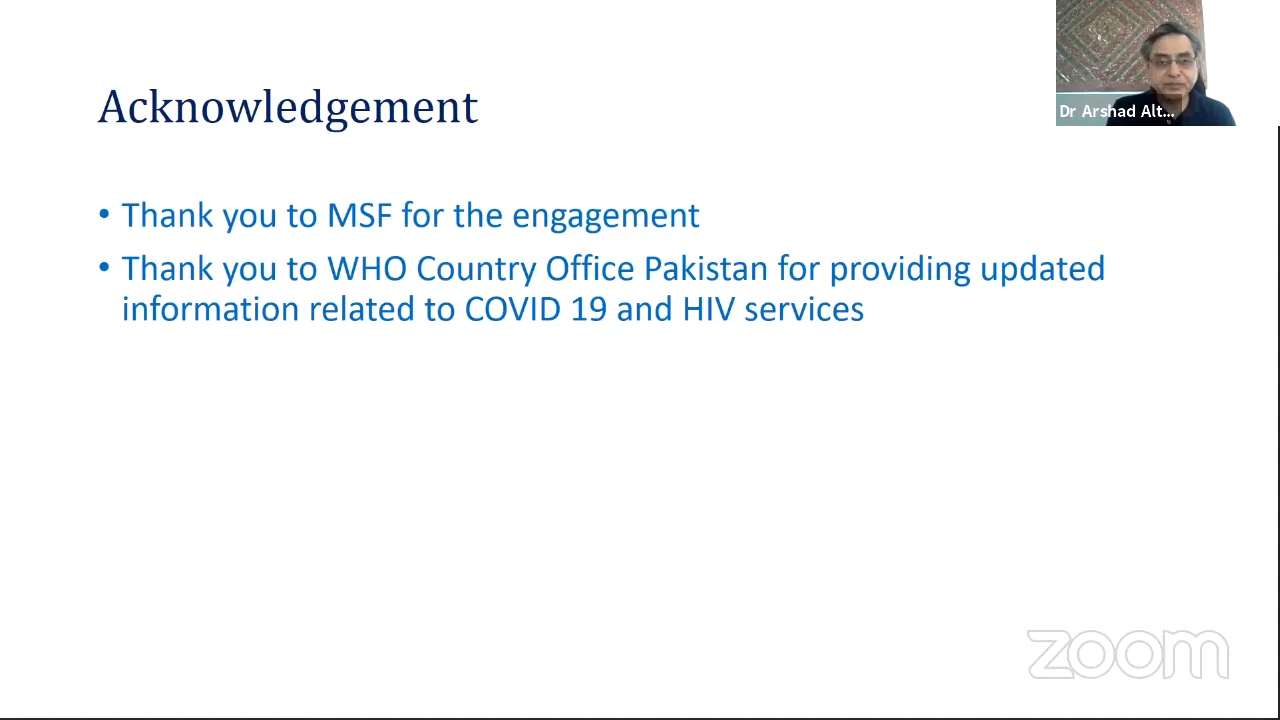 Acknowledgement
• Thank you to MSF for the engagement
• Thank you to WHO Country Office Pakistan for providing updated
information related to COVID 19 and HIV services
Dr Arshad Alt...
zoom